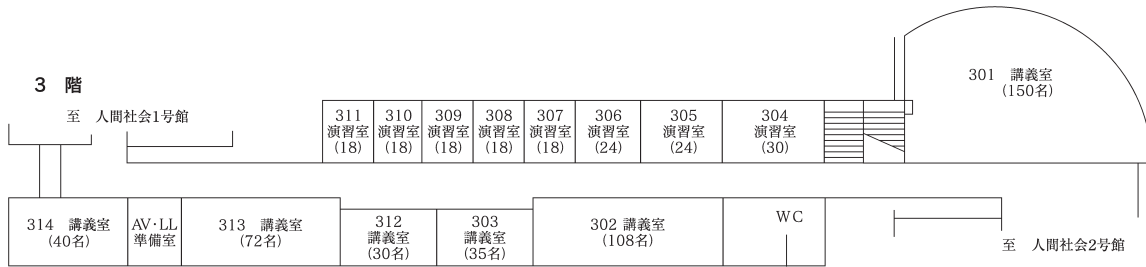 3 階
至 人間社会1号館
301 講義室
(150名)
311
演習室
(18)
310
演習室
(18)
309
演習室
(18)
308
演習室
(18)
307
演習室
(18)
306
演習室
(24)
305
演習室
(24)
304
演習室
(30)
314 講義室
(40名)
AV・LL
準備室
313 講義室
(72名)
312
講義室
(30名)
303
講義室
(35名)
302 講義室
(108名)
WC
至 人間社会2号館